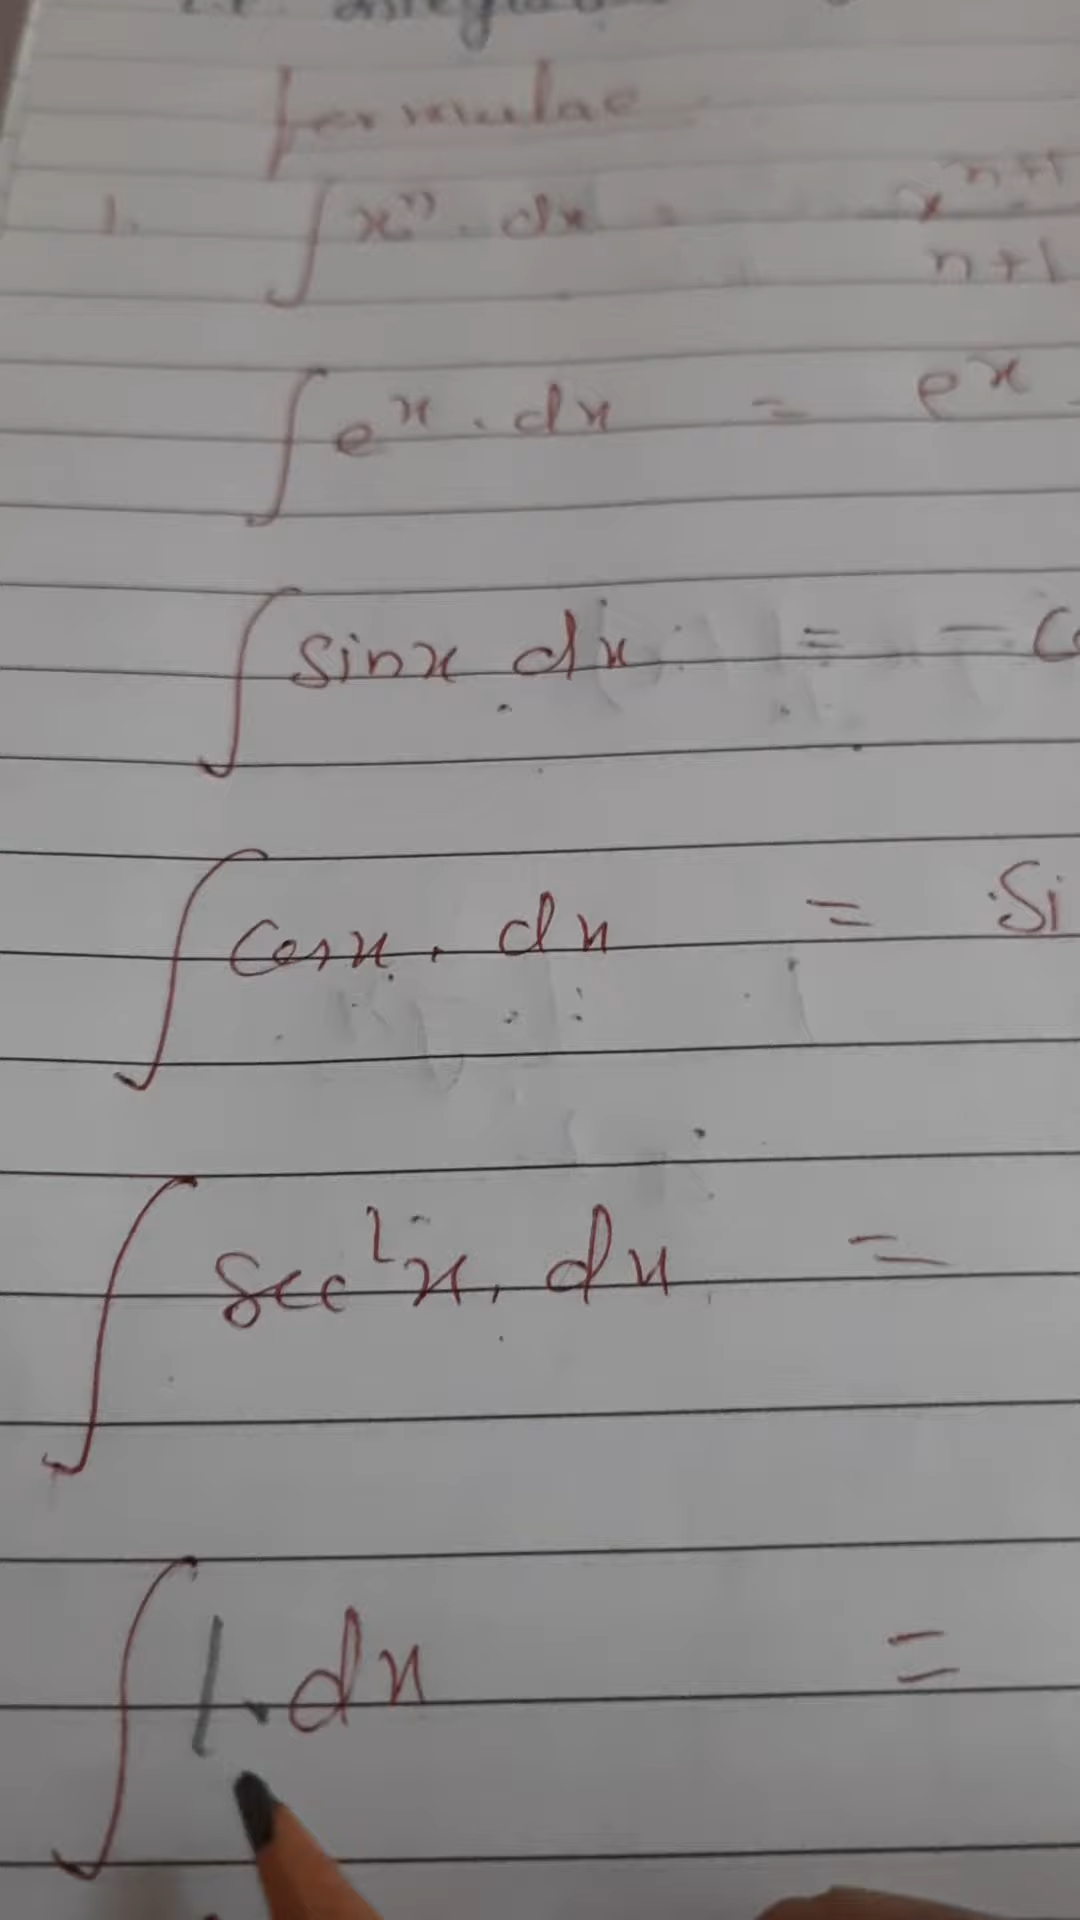 formulae
1. ∫ xⁿ · dx = xⁿ⁺¹ / n+1
∫ eˣ · dx = eˣ
∫ sinx dx = - c
∫ cosx · dx = Si
∫ sec²x · dx =
∫ 1 · dx =